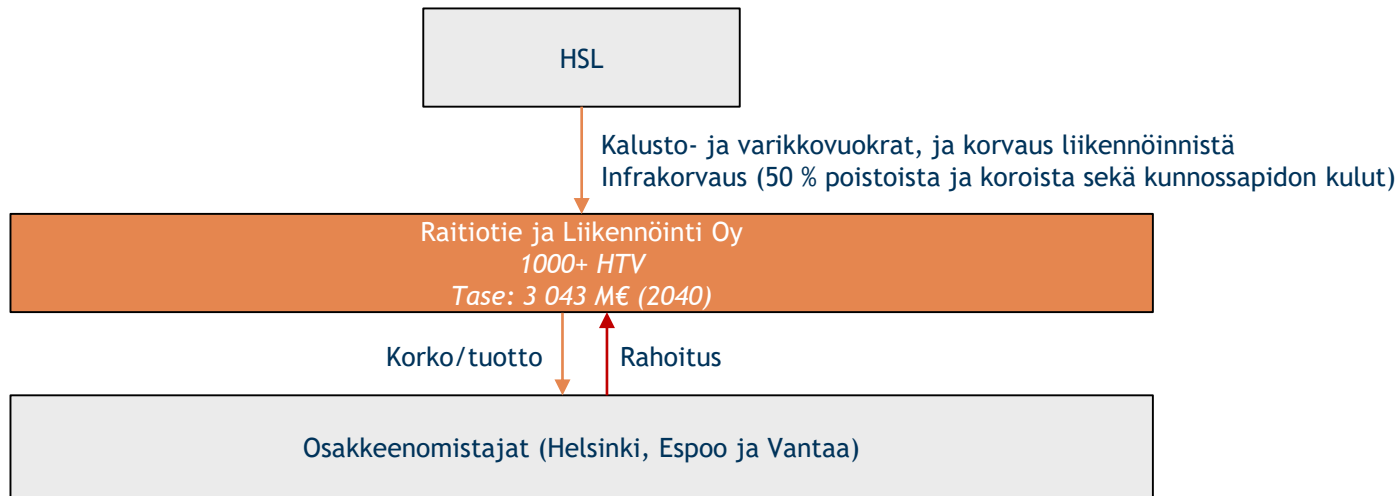 HSL
Kalusto- ja varikkovuokrat, ja korvaus liikennöinnistä
Infrakorvaus (50 % poistoista ja koroista sekä kunnossapidon kulut)
Raitiotie ja Liikennöinti Oy
1000+ HTV
Tase: 3 043 M€ (2040)
Korko/tuotto
Rahoitus
Osakkeenomistajat (Helsinki, Espoo ja Vantaa)